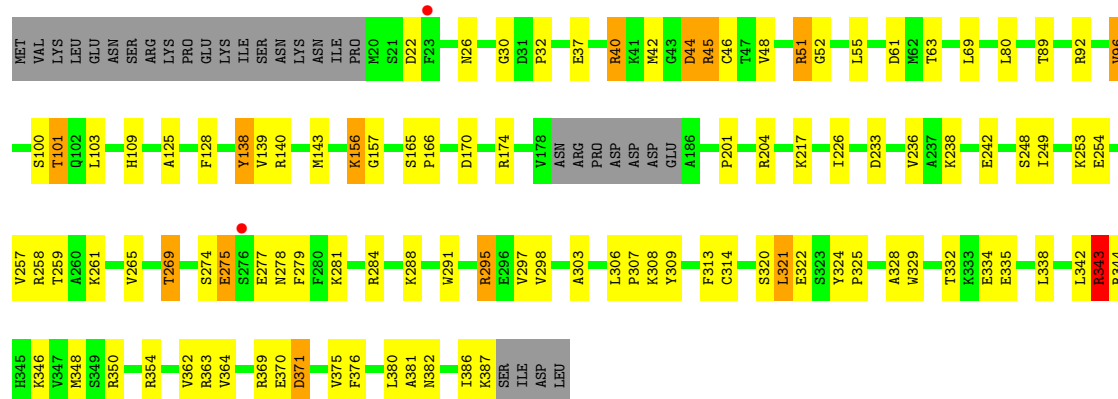 MET VAL LYS LEU GLU ASN SER ARG LYS PRO GLU LYS ILE SER ASN LYS ASN ILE PRO M20 S21 D22 F23 N26 G30 D31 P32 E37 R40 K41 M42 G43 D44 R45 C46 T47 V48 R51 G52 L55 D61 M62 T63 L69 L80 T89 R92 V96
S100 T101 Q102 L103 H109 A125 F128 Y138 V139 R140 M143 K156 G157 S165 P166 D170 R174 V178 ASN ARG PRO ASP ASP ASP GLU A186 P201 R204 K217 I226 D233 V236 A237 K238 E242 S248 I249 K253 E254
V257 R258 T259 A260 K261 V265 T269 S274 E275 S276 E277 N278 F279 F280 K281 R284 K288 W291 R295 E296 V297 V298 A303 L306 P307 K308 Y309 F313 C314 S320 L321 E322 S323 Y324 P325 A328 W329 T332 K333 E334 E335 L338 L342 R343
H345 K346 V347 M348 S349 R350 R354 V362 R363 V364 R369 E370 D371 V375 F376 L380 A381 N382 I386 K387 SER ILE ASP LEU